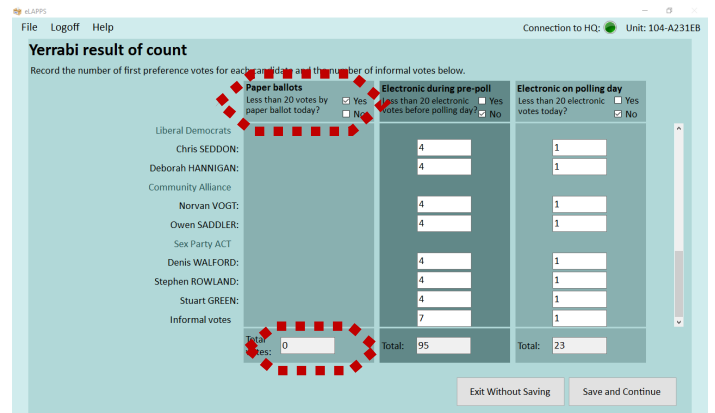 eLAPPS
File Logoff Help
Connection to HQ: Unit: 104-A231EB
Yerrabi result of count
Record the number of first preference votes for each candidate and the number of informal votes below.
Paper ballots
Less than 20 votes by paper ballot today?
Yes
No
Electronic during pre-poll
Less than 20 electronic votes before polling day?
Yes
No
Electronic on polling day
Less than 20 electronic votes today?
Yes
No
Liberal Democrats
Chris SEDDON: 4 1
Deborah HANNIGAN: 4 1
Community Alliance
Norvan VOGT: 4 1
Owen SADDLER: 4 1
Sex Party ACT
Denis WALFORD: 4 1
Stephen ROWLAND: 4 1
Stuart GREEN: 4 1
Informal votes 7 1
Total votes: 0
Total: 95
Total: 23
Exit Without Saving
Save and Continue